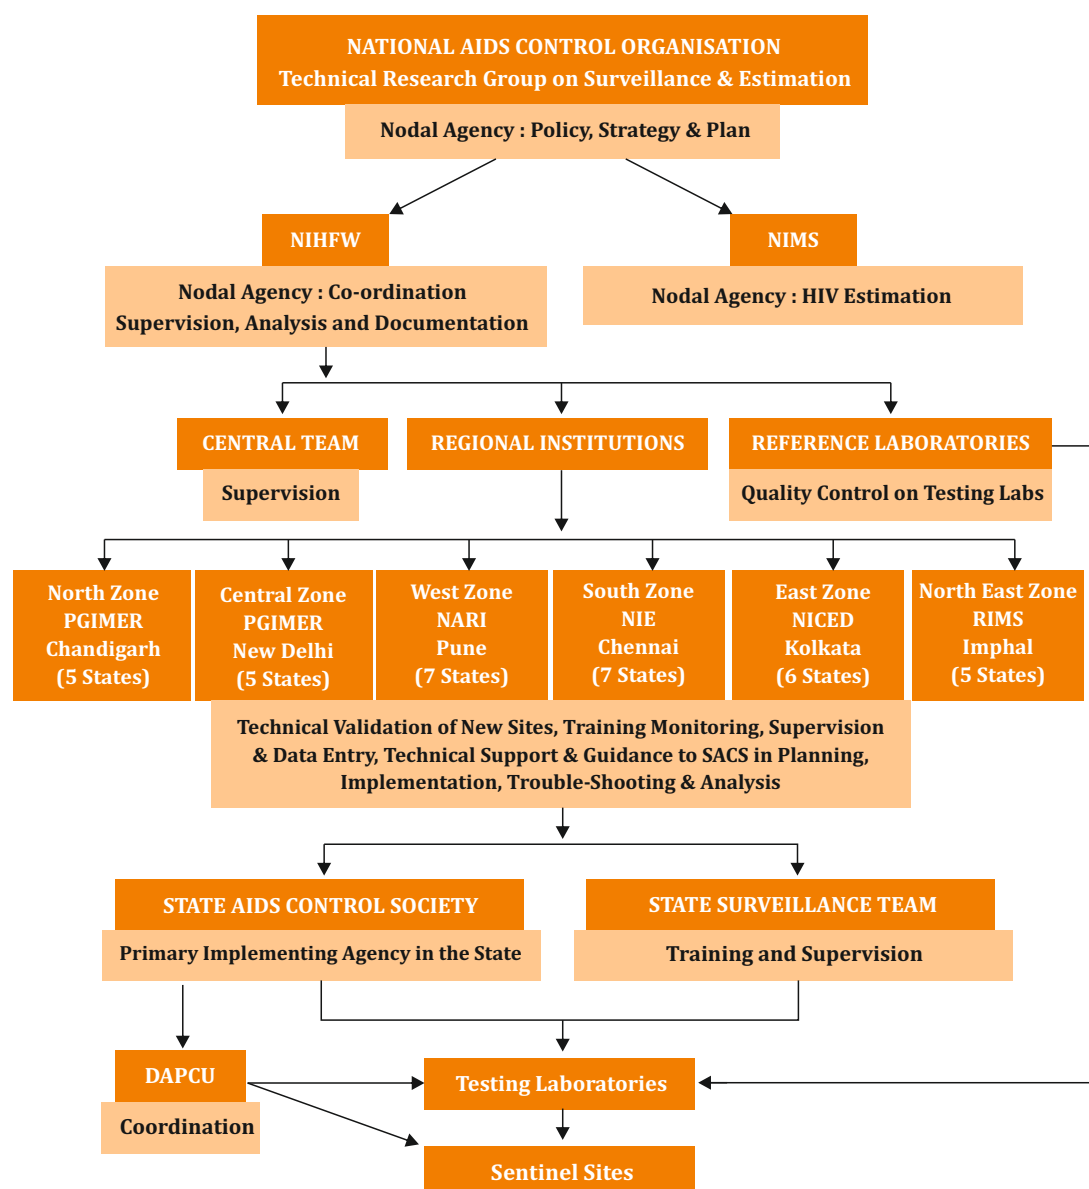 NATIONAL AIDS CONTROL ORGANISATION
Technical Research Group on Surveillance & Estimation
Nodal Agency : Policy, Strategy & Plan
NIHFW
NIMS
Nodal Agency : Co-ordination
Supervision, Analysis and Documentation
Nodal Agency : HIV Estimation
CENTRAL TEAM
Supervision
REGIONAL INSTITUTIONS
REFERENCE LABORATORIES
Quality Control on Testing Labs
North Zone
PGIMER
Chandigarh
(5 States)
Central Zone
PGIMER
New Delhi
(5 States)
West Zone
NARI
Pune
(7 States)
South Zone
NIE
Chennai
(7 States)
East Zone
NICED
Kolkata
(6 States)
North East Zone
RIMS
Imphal
(5 States)
Technical Validation of New Sites, Training Monitoring, Supervision
& Data Entry, Technical Support & Guidance to SACS in Planning,
Implementation, Trouble-Shooting & Analysis
STATE AIDS CONTROL SOCIETY
Primary Implementing Agency in the State
STATE SURVEILLANCE TEAM
Training and Supervision
DAPCU
Coordination
Testing Laboratories
Sentinel Sites